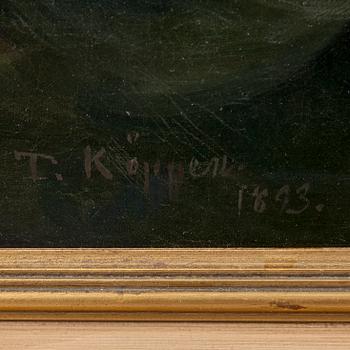 T. Köppen.
1893.